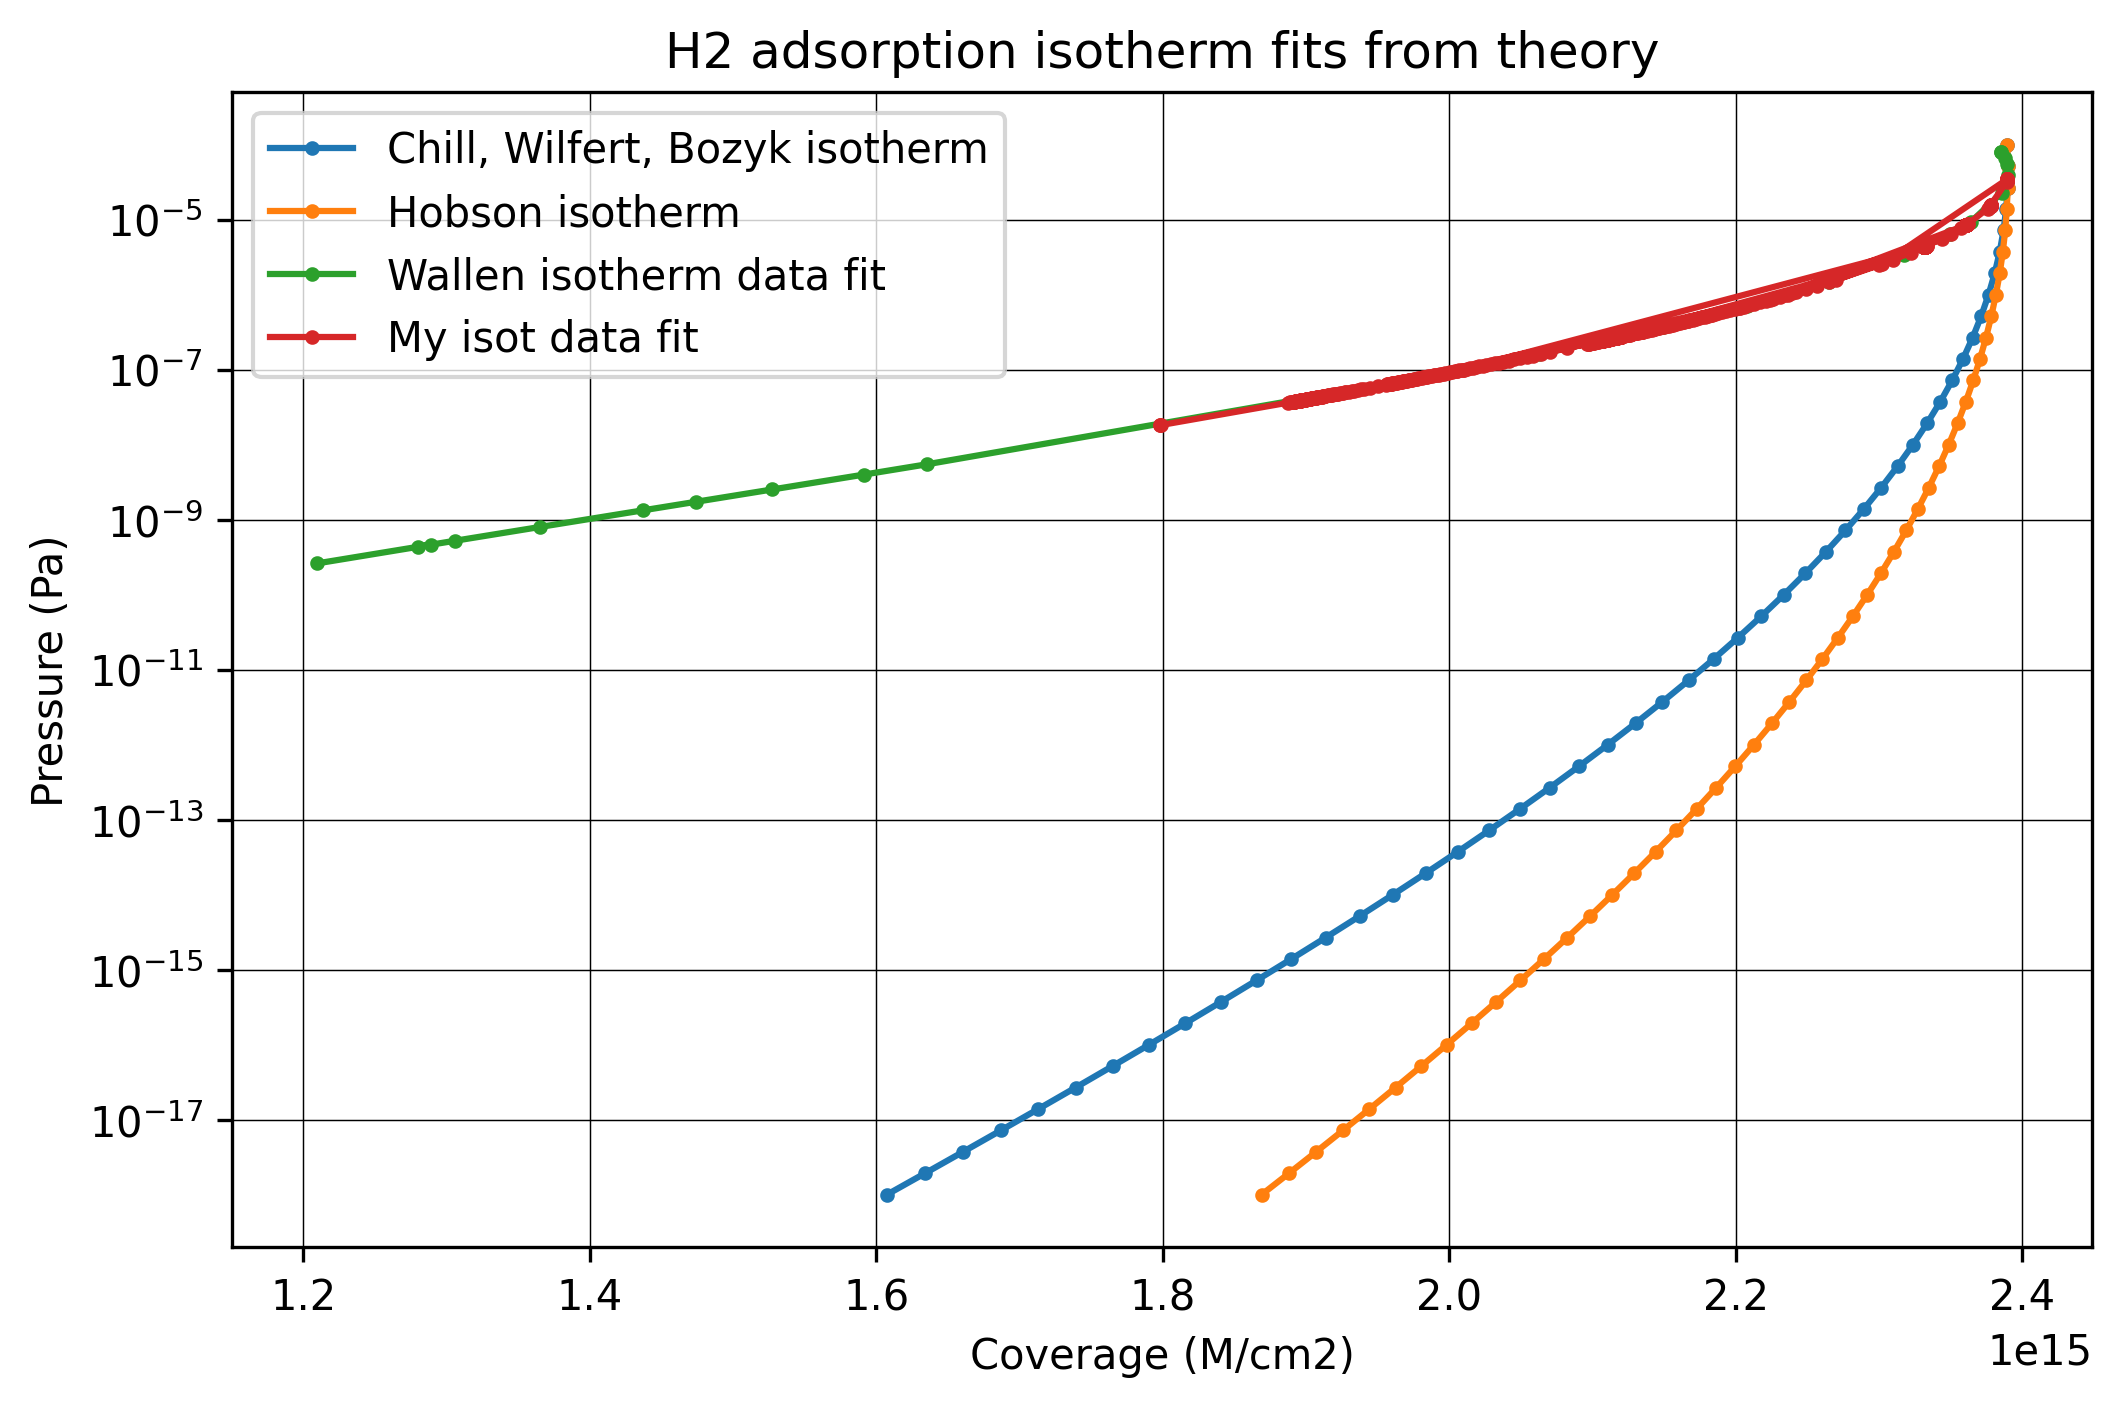 H2 adsorption isotherm fits from theory
Chill, Wilfert, Bozyk isotherm
Hobson isotherm
Wallen isotherm data fit
My isot data fit
Pressure (Pa)
10⁻⁵
10⁻⁷
10⁻⁹
10⁻¹¹
10⁻¹³
10⁻¹⁵
10⁻¹⁷
1.2 1.4 1.6 1.8 2.0 2.2 2.4
1e15
Coverage (M/cm2)